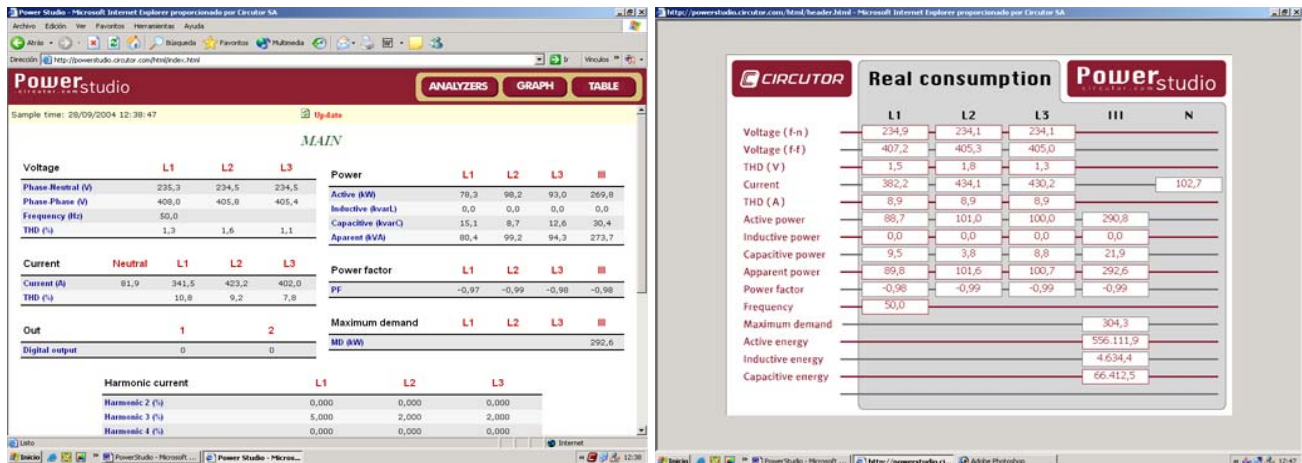 Power Studio - Microsoft Internet Explorer proporcionado por Circutor SA
Archivo Edición Ver Favoritos Herramientas Ayuda
Atrás Búsqueda Favoritos Multimedia
Dirección http://powerstudio.circutor.com/html/index.html Ir Vínculos
Powerstudio ANALYZERS GRAPH TABLE
Sample time: 28/09/2004 12:38:47 Update
MAIN
Voltage L1 L2 L3
Phase-Neutral (V) 235,3 234,5 234,5
Phase-Phase (V) 408,0 405,8 405,4
Frequency (Hz) 50,0
THD (%) 1,3 1,6 1,1
Power L1 L2 L3 III
Active (kW) 78,3 98,2 93,0 269,8
Inductive (kvarL) 0,0 0,0 0,0 0,0
Capacitive (kvarC) 15,1 8,7 12,6 30,4
Aparent (kVA) 80,4 99,2 94,3 273,7
Current Neutral L1 L2 L3
Current (A) 81,9 341,5 423,2 402,0
THD (%) 10,8 9,2 7,8
Power factor L1 L2 L3 III
PF -0,97 -0,99 -0,98 -0,98
Out 1 2
Digital output 0 0
Maximum demand L1 L2 L3 III
MD (kW) 292,6
Harmonic current L1 L2 L3
Harmonic 2 (%) 0,000 0,000 0,000
Harmonic 3 (%) 5,000 2,000 2,000
Harmonic 4 (%) 0,000 0,000 0,000
Listo Internet
Inicio PowerStudio - Microsoft ... Power Studio - Micros... 12:38
http://powerstudio.circutor.com/html/header.html - Microsoft Internet Explorer proporcionado por Circutor SA
CIRCUTOR Real consumption Powerstudio
L1 L2 L3 III N
Voltage (f-n) 234,9 234,1 234,1
Voltage (f-f) 407,2 405,3 405,0
THD (V) 1,5 1,8 1,3
Current 382,2 434,1 430,2 102,7
THD (A) 8,9 8,9 8,9
Active power 88,7 101,0 100,0 290,8
Inductive power 0,0 0,0 0,0 0,0
Capacitive power 9,5 3,8 8,8 21,9
Apparent power 89,8 101,6 100,7 292,6
Power factor -0,98 -0,99 -0,99 -0,99
Frequency 50,0
Maximum demand 304,3
Active energy 556.111,9
Inductive energy 4.634,4
Capacitive energy 66.412,5
Inicio PowerStudio - Microsoft ... http://powerstudio.ci... Adobe Photoshop 12:47